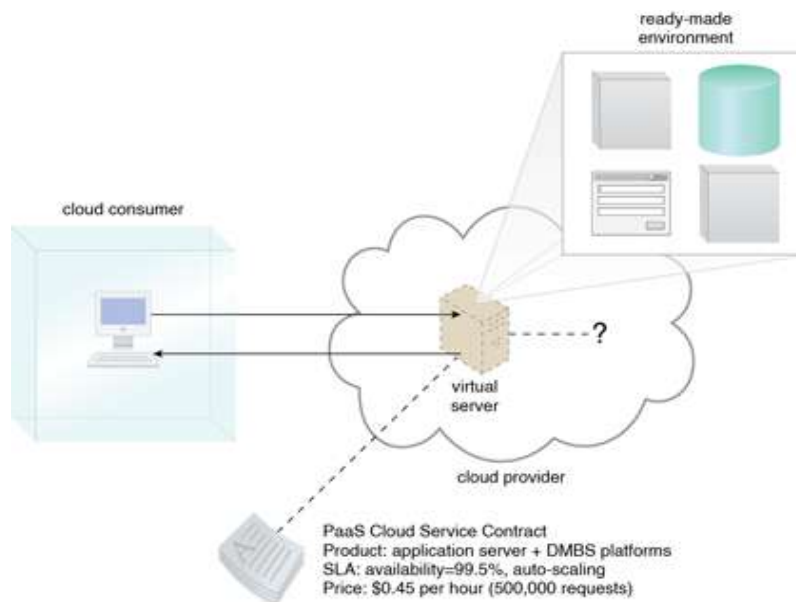 ready-made
environment
cloud consumer
?
virtual
server
cloud provider
PaaS Cloud Service Contract
Product: application server + DMBS platforms
SLA: availability=99.5%, auto-scaling
Price: $0.45 per hour (500,000 requests)